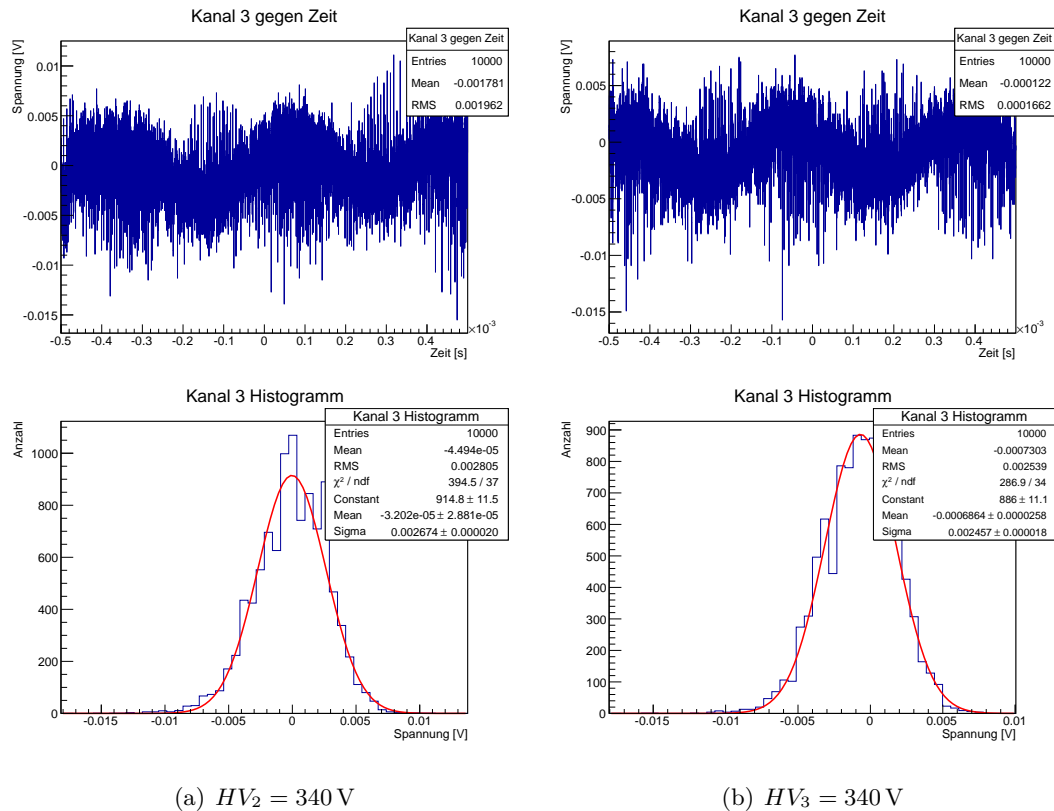 Kanal 3 gegen Zeit
Spannung [V]
Kanal 3 gegen Zeit
Entries 10000
Mean -0.001781
RMS 0.001962
0.01
0.005
0
-0.005
-0.01
-0.015
-0.5 -0.4 -0.3 -0.2 -0.1 0 0.1 0.2 0.3 0.4
×10⁻³
Zeit [s]
Kanal 3 gegen Zeit
Spannung [V]
Kanal 3 gegen Zeit
Entries 10000
Mean -0.000122
RMS 0.0001662
0.005
0
-0.005
-0.01
-0.015
-0.5 -0.4 -0.3 -0.2 -0.1 0 0.1 0.2 0.3 0.4
×10⁻³
Zeit [s]
Kanal 3 Histogramm
Anzahl
Kanal 3 Histogramm
Entries 10000
Mean -4.494e-05
RMS 0.002805
χ² / ndf 394.5 / 37
Constant 914.8 ± 11.5
Mean -3.202e-05 ± 2.881e-05
Sigma 0.002674 ± 0.000020
1000
800
600
400
200
0
-0.015 -0.01 -0.005 0 0.005 0.01
Spannung [V]
Kanal 3 Histogramm
Anzahl
Kanal 3 Histogramm
Entries 10000
Mean -0.0007303
RMS 0.002539
χ² / ndf 286.9 / 34
Constant 886 ± 11.1
Mean -0.0006864 ± 0.0000258
Sigma 0.002457 ± 0.000018
900
800
700
600
500
400
300
200
100
0
-0.015 -0.01 -0.005 0 0.005 0.01
Spannung [V]
(a) HV₂ = 340 V
(b) HV₃ = 340 V